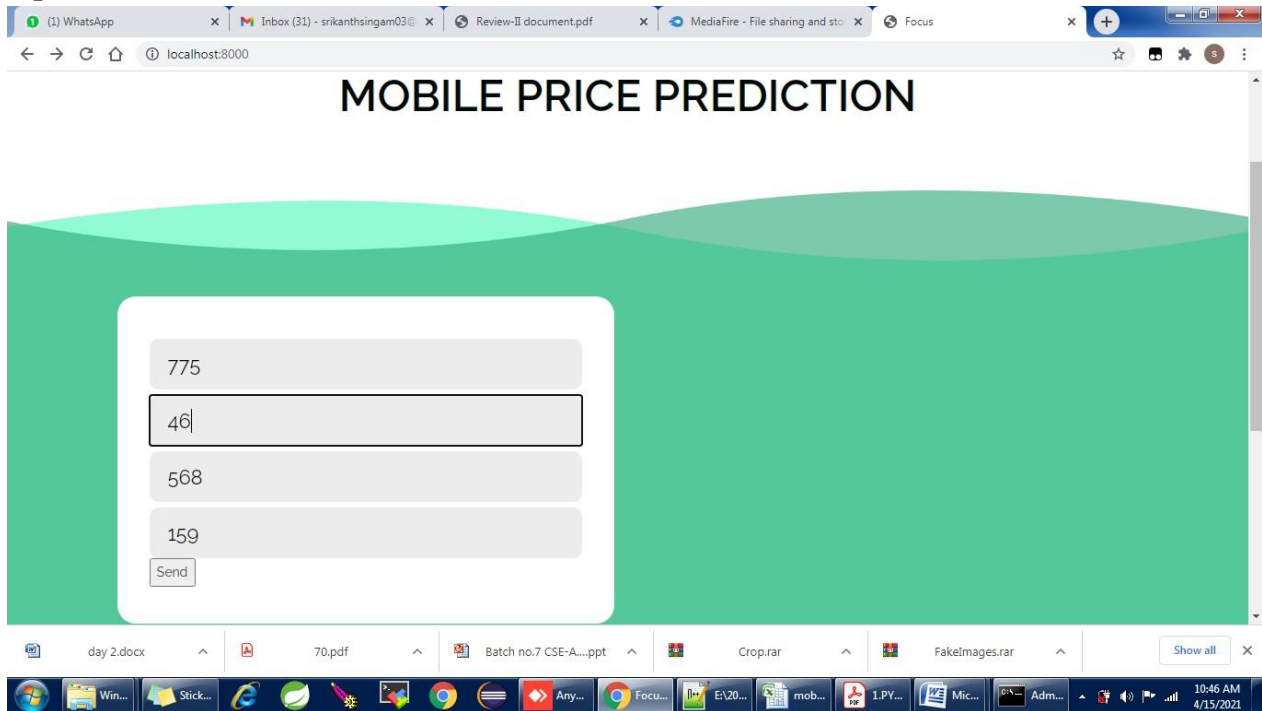 (1) WhatsApp
Inbox (31) - srikanthsingam03@
Review-II document.pdf
MediaFire - File sharing and sto
Focus
localhost:8000
S
MOBILE PRICE PREDICTION
775
46
568
159
Send
day 2.docx
70.pdf
Batch no.7 CSE-A....ppt
Crop.rar
FakeImages.rar
Show all
Win...
Stick...
Any...
Focu...
E:\20...
mob...
1.PY...
Mic...
Adm...
10:46 AM
4/15/2021